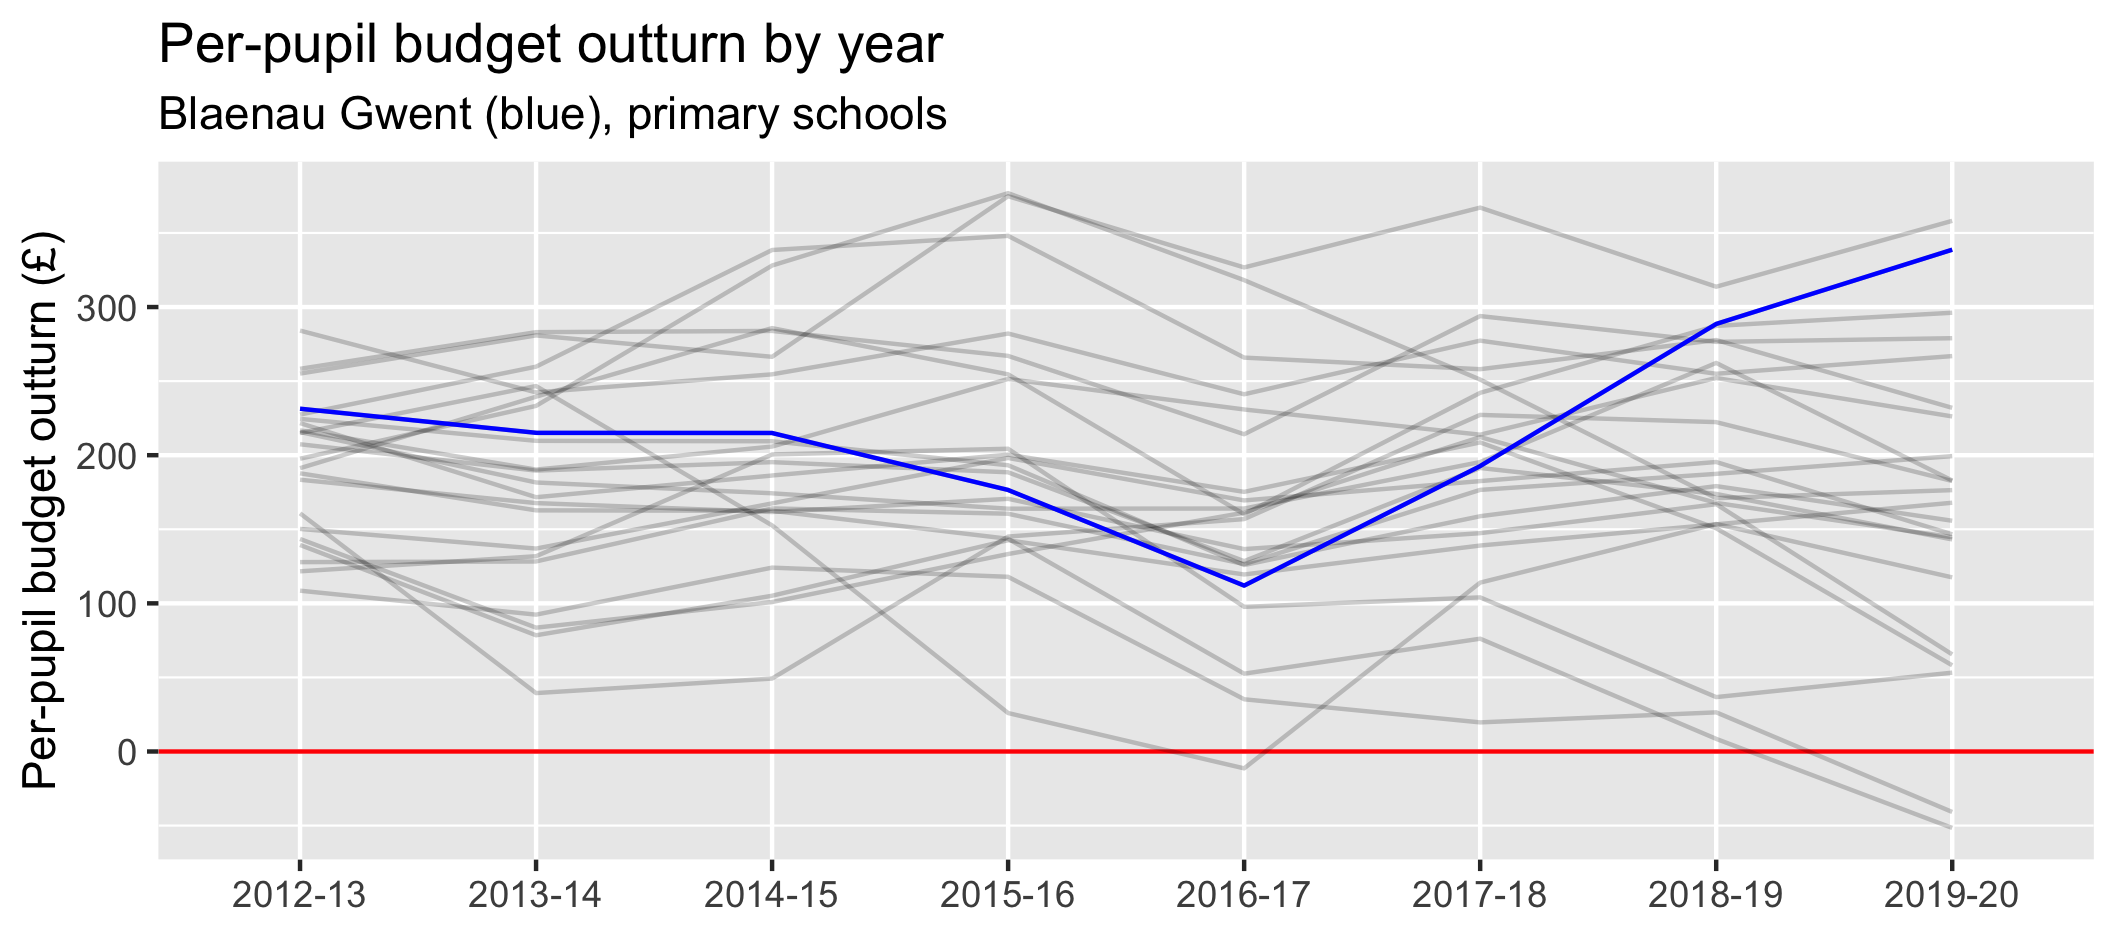 Per-pupil budget outturn by year
Blaenau Gwent (blue), primary schools
Per-pupil budget outturn (£)
300
200
100
0
2012-13 2013-14 2014-15 2015-16 2016-17 2017-18 2018-19 2019-20